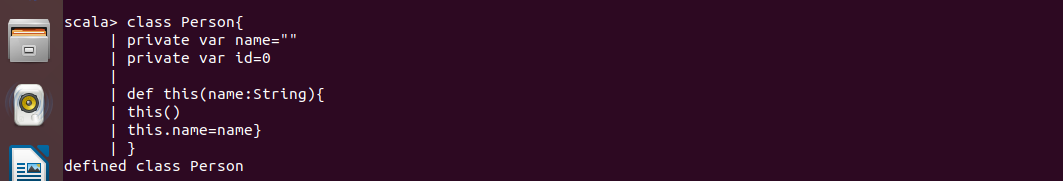 scala> class Person{
     | private var name=""
     | private var id=0
     |
     | def this(name:String){
     | this()
     | this.name=name}
     | }
defined class Person